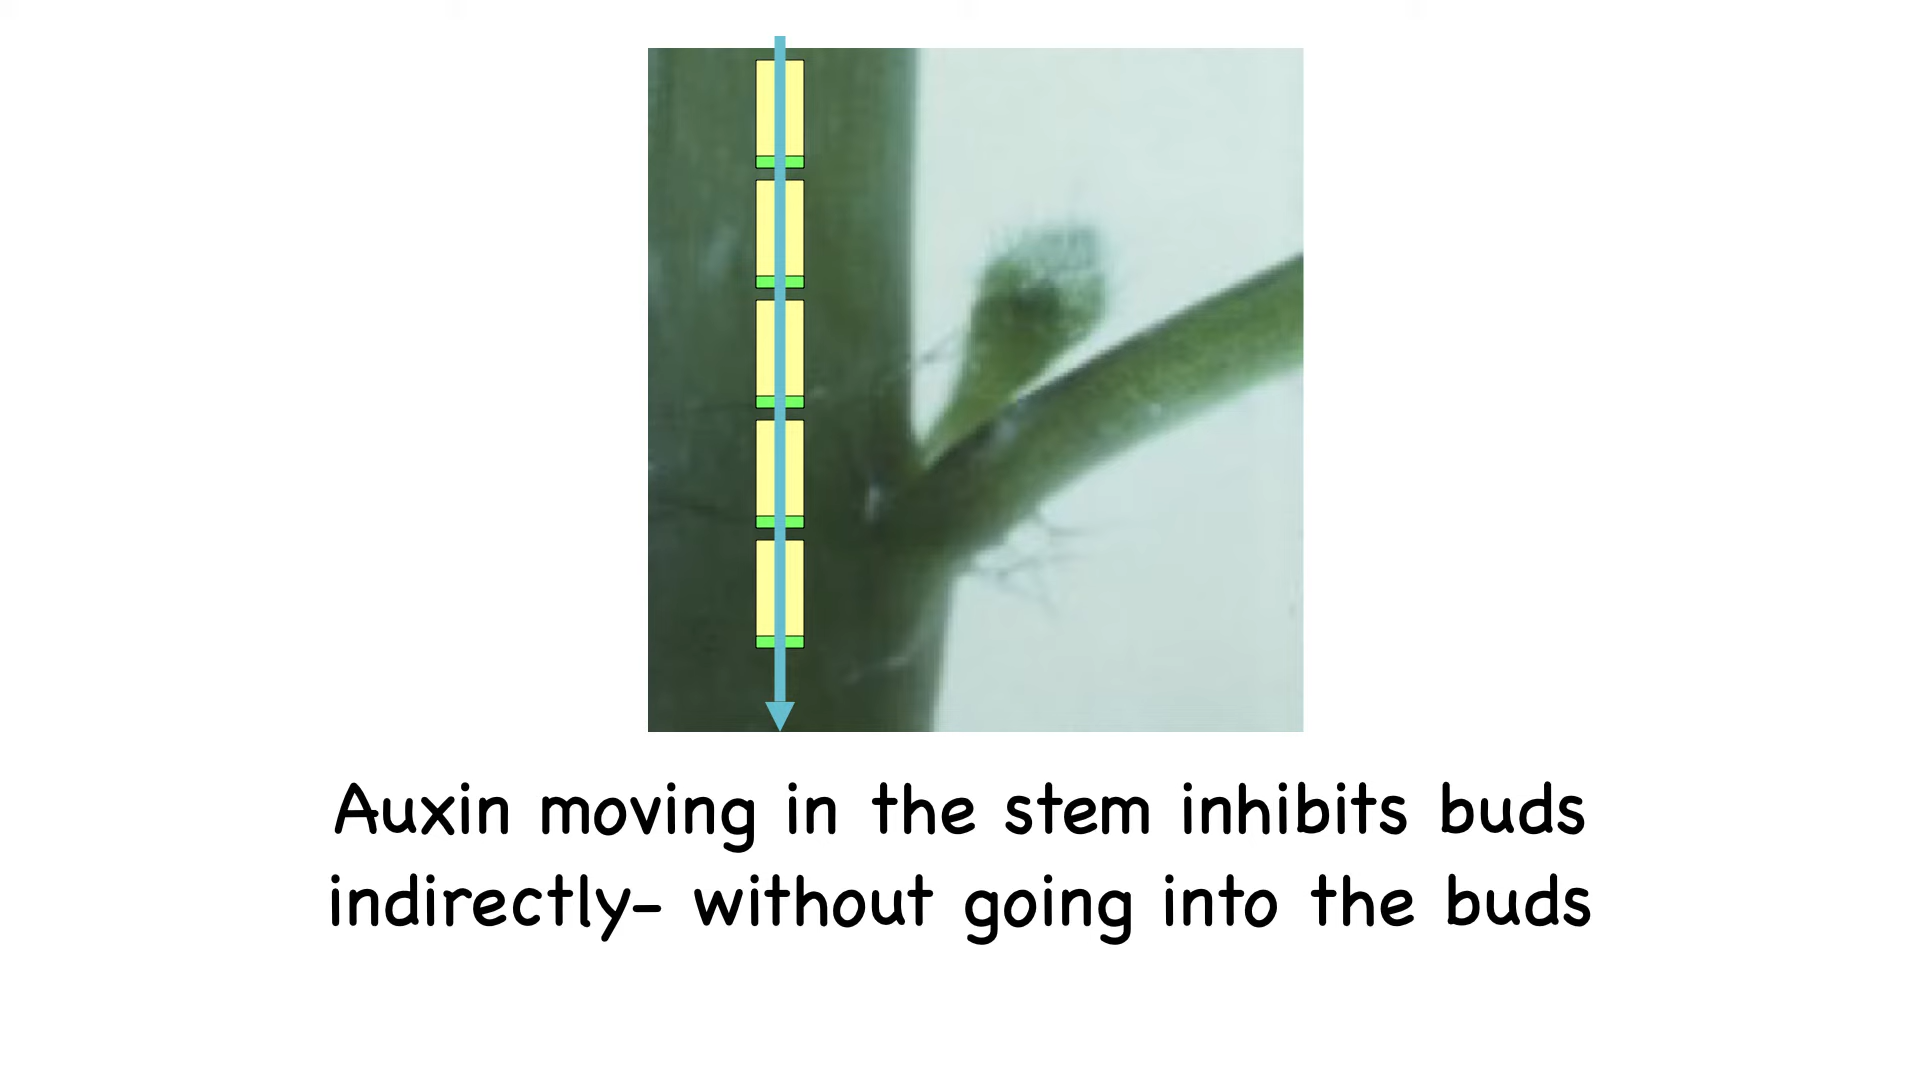 Auxin moving in the stem inhibits buds
indirectly- without going into the buds